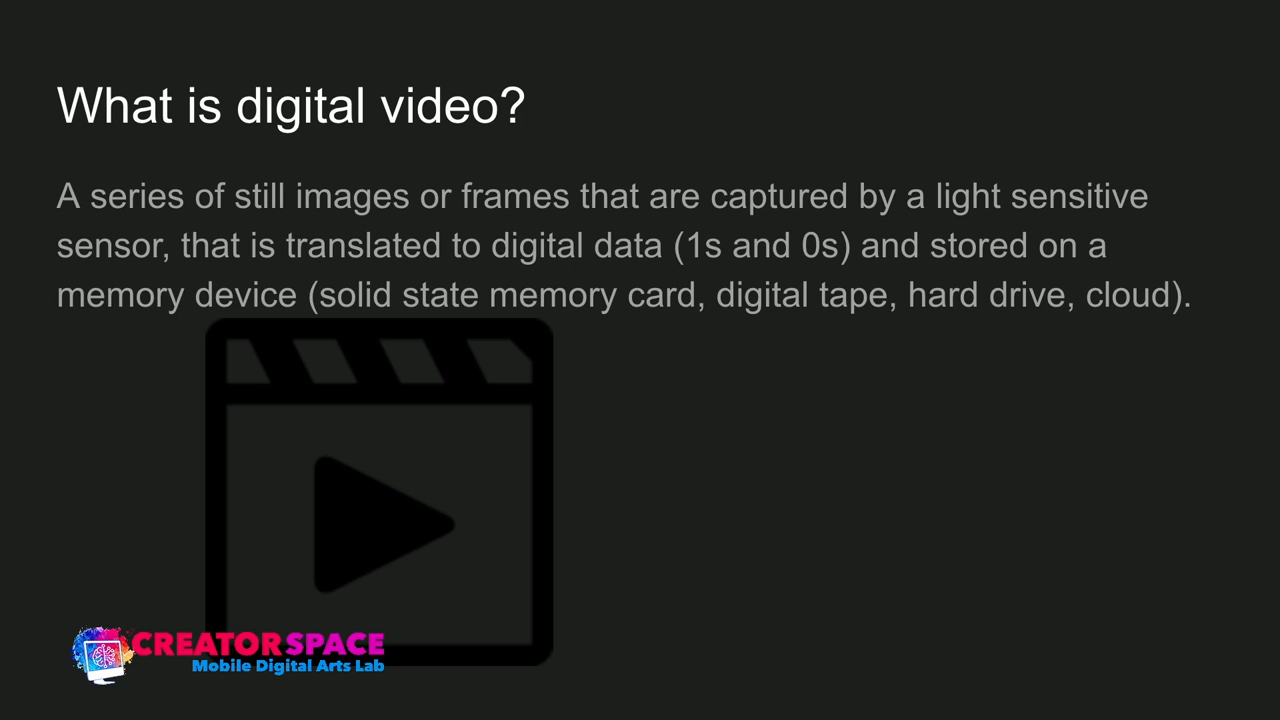 What is digital video?
A series of still images or frames that are captured by a light sensitive
sensor, that is translated to digital data (1s and 0s) and stored on a
memory device (solid state memory card, digital tape, hard drive, cloud).
CREATORSPACE
Mobile Digital Arts Lab